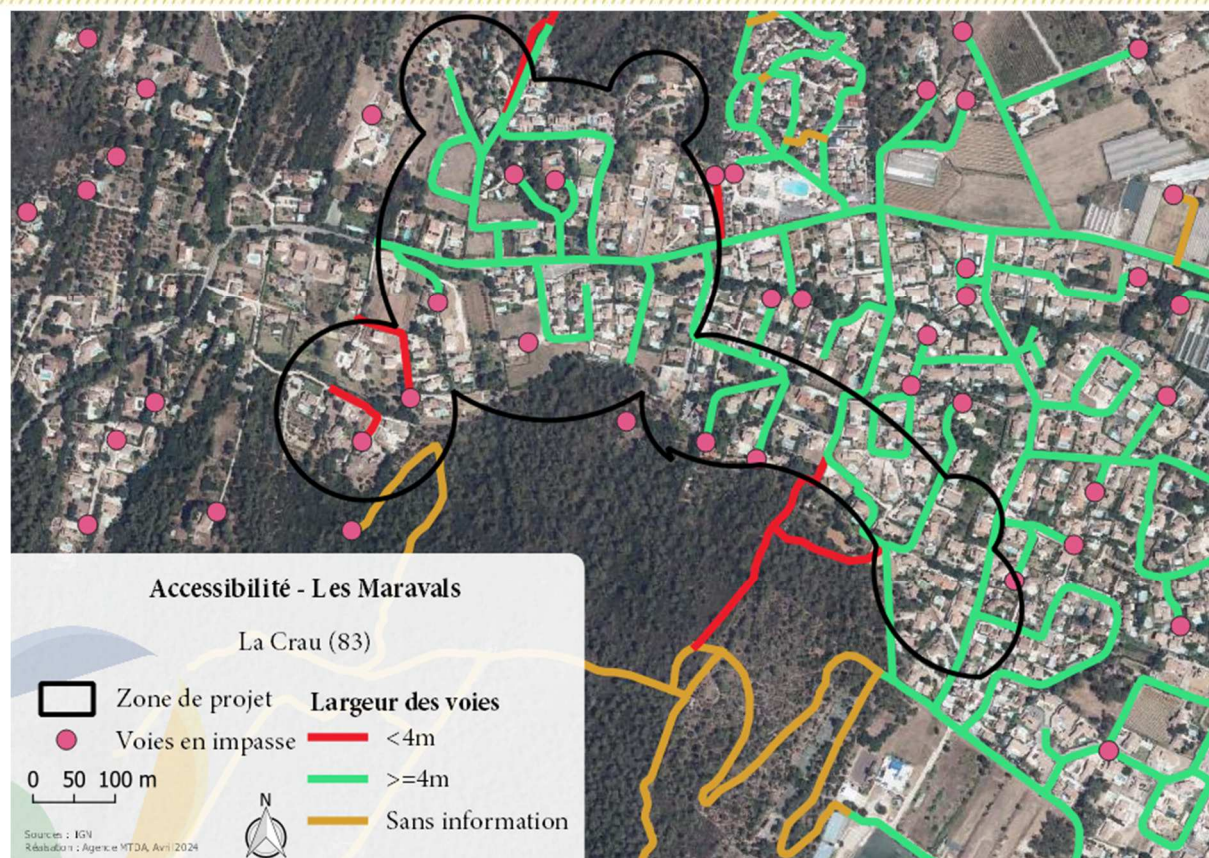 Accessibilité - Les Maravals
La Crau (83)
Zone de projet
Voies en impasse
0 50 100 m
Largeur des voies
<4m
>=4m
Sans information
N
Sources : IGN
Réalisation : Agence MTDA, Avril 2024